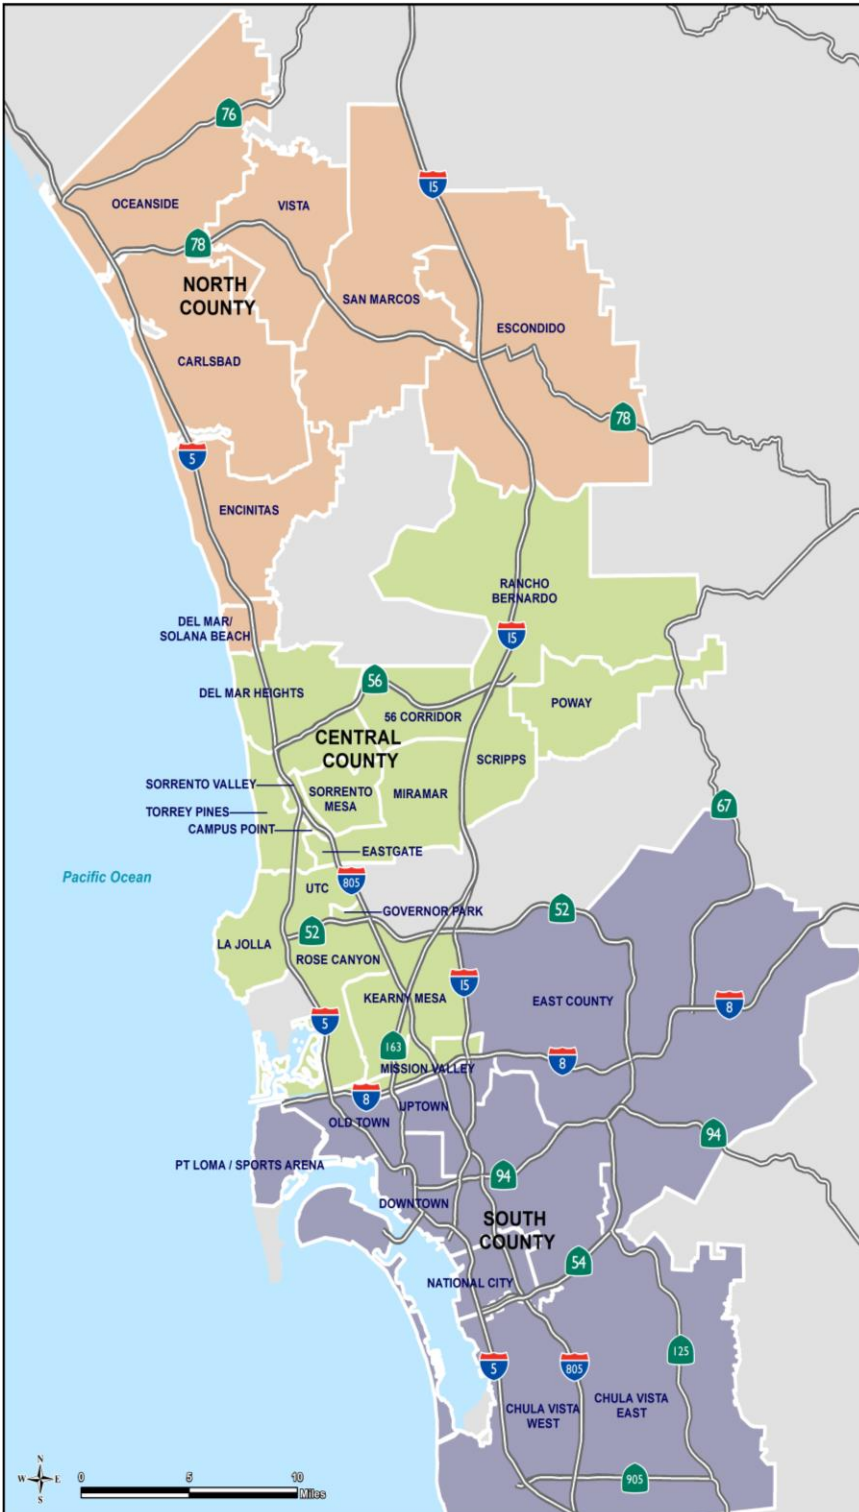 76
15
OCEANSIDE
VISTA
78
NORTH
COUNTY
SAN MARCOS
ESCONDIDO
CARLSBAD
78
5
ENCINITAS
RANCHO
BERNARDO
DEL MAR/
SOLANA BEACH
15
56
DEL MAR HEIGHTS
POWAY
56 CORRIDOR
CENTRAL
COUNTY
SCRIPPS
SORRENTO VALLEY
SORRENTO
MESA
MIRAMAR
67
TORREY PINES
CAMPUS POINT
EASTGATE
Pacific Ocean
805
UTC
GOVERNOR PARK
52
52
LA JOLLA
ROSE CANYON
15
KEARNY MESA
EAST COUNTY
8
5
163
8
MISSION VALLEY
8
UPTOWN
OLD TOWN
94
PT LOMA / SPORTS ARENA
94
DOWNTOWN
SOUTH
COUNTY
54
NATIONAL CITY
125
5
805
CHULA VISTA
WEST
CHULA VISTA
EAST
N
W
E
S
0
5
10
Miles
905